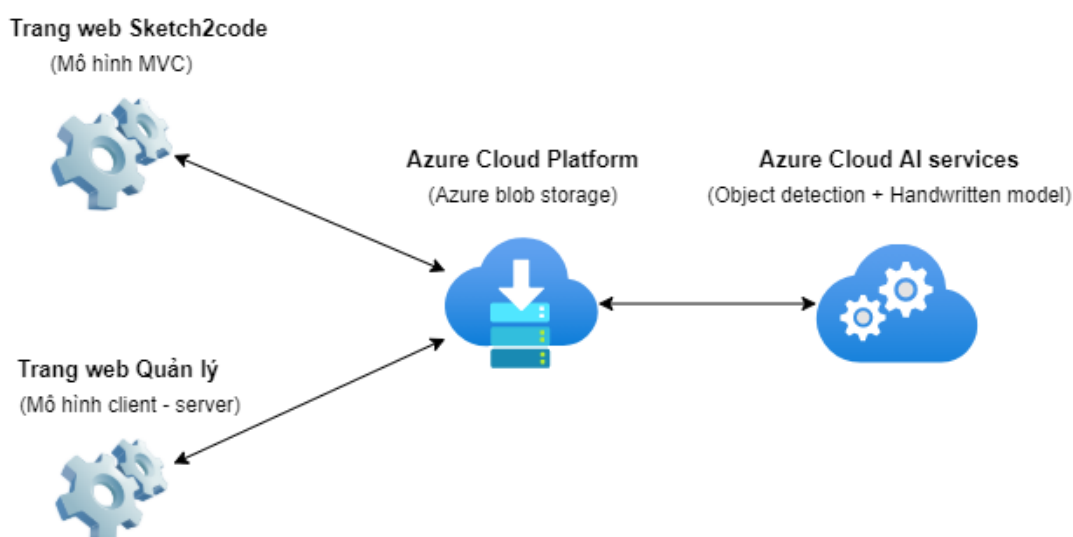 Trang web Sketch2code
(Mô hình MVC)
Azure Cloud Platform
(Azure blob storage)
Azure Cloud AI services
(Object detection + Handwritten model)
Trang web Quản lý
(Mô hình client - server)